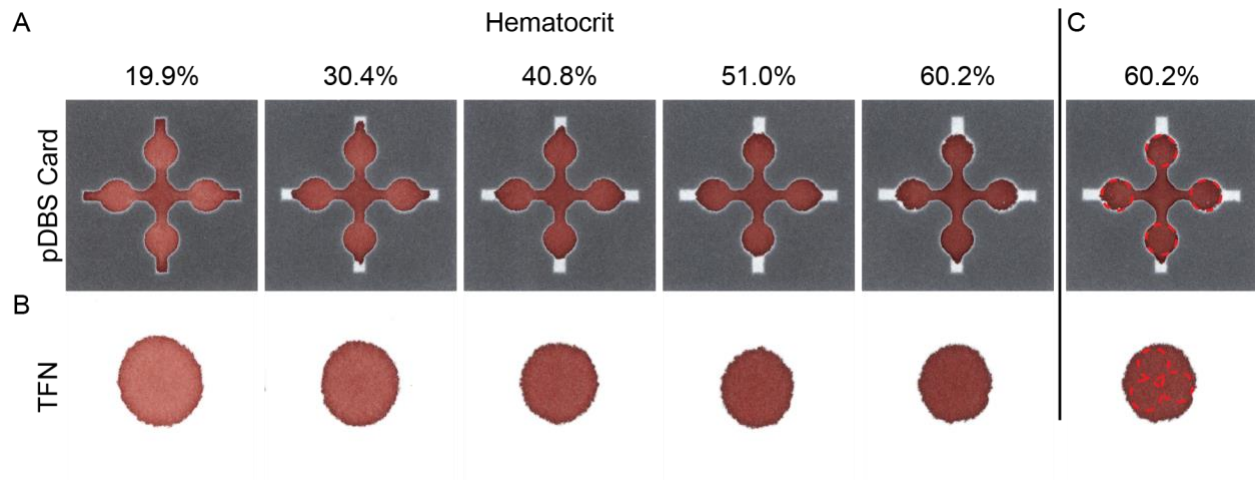 A
Hematocrit
C
19.9%
30.4%
40.8%
51.0%
60.2%
60.2%
pDBS Card
B
TFN